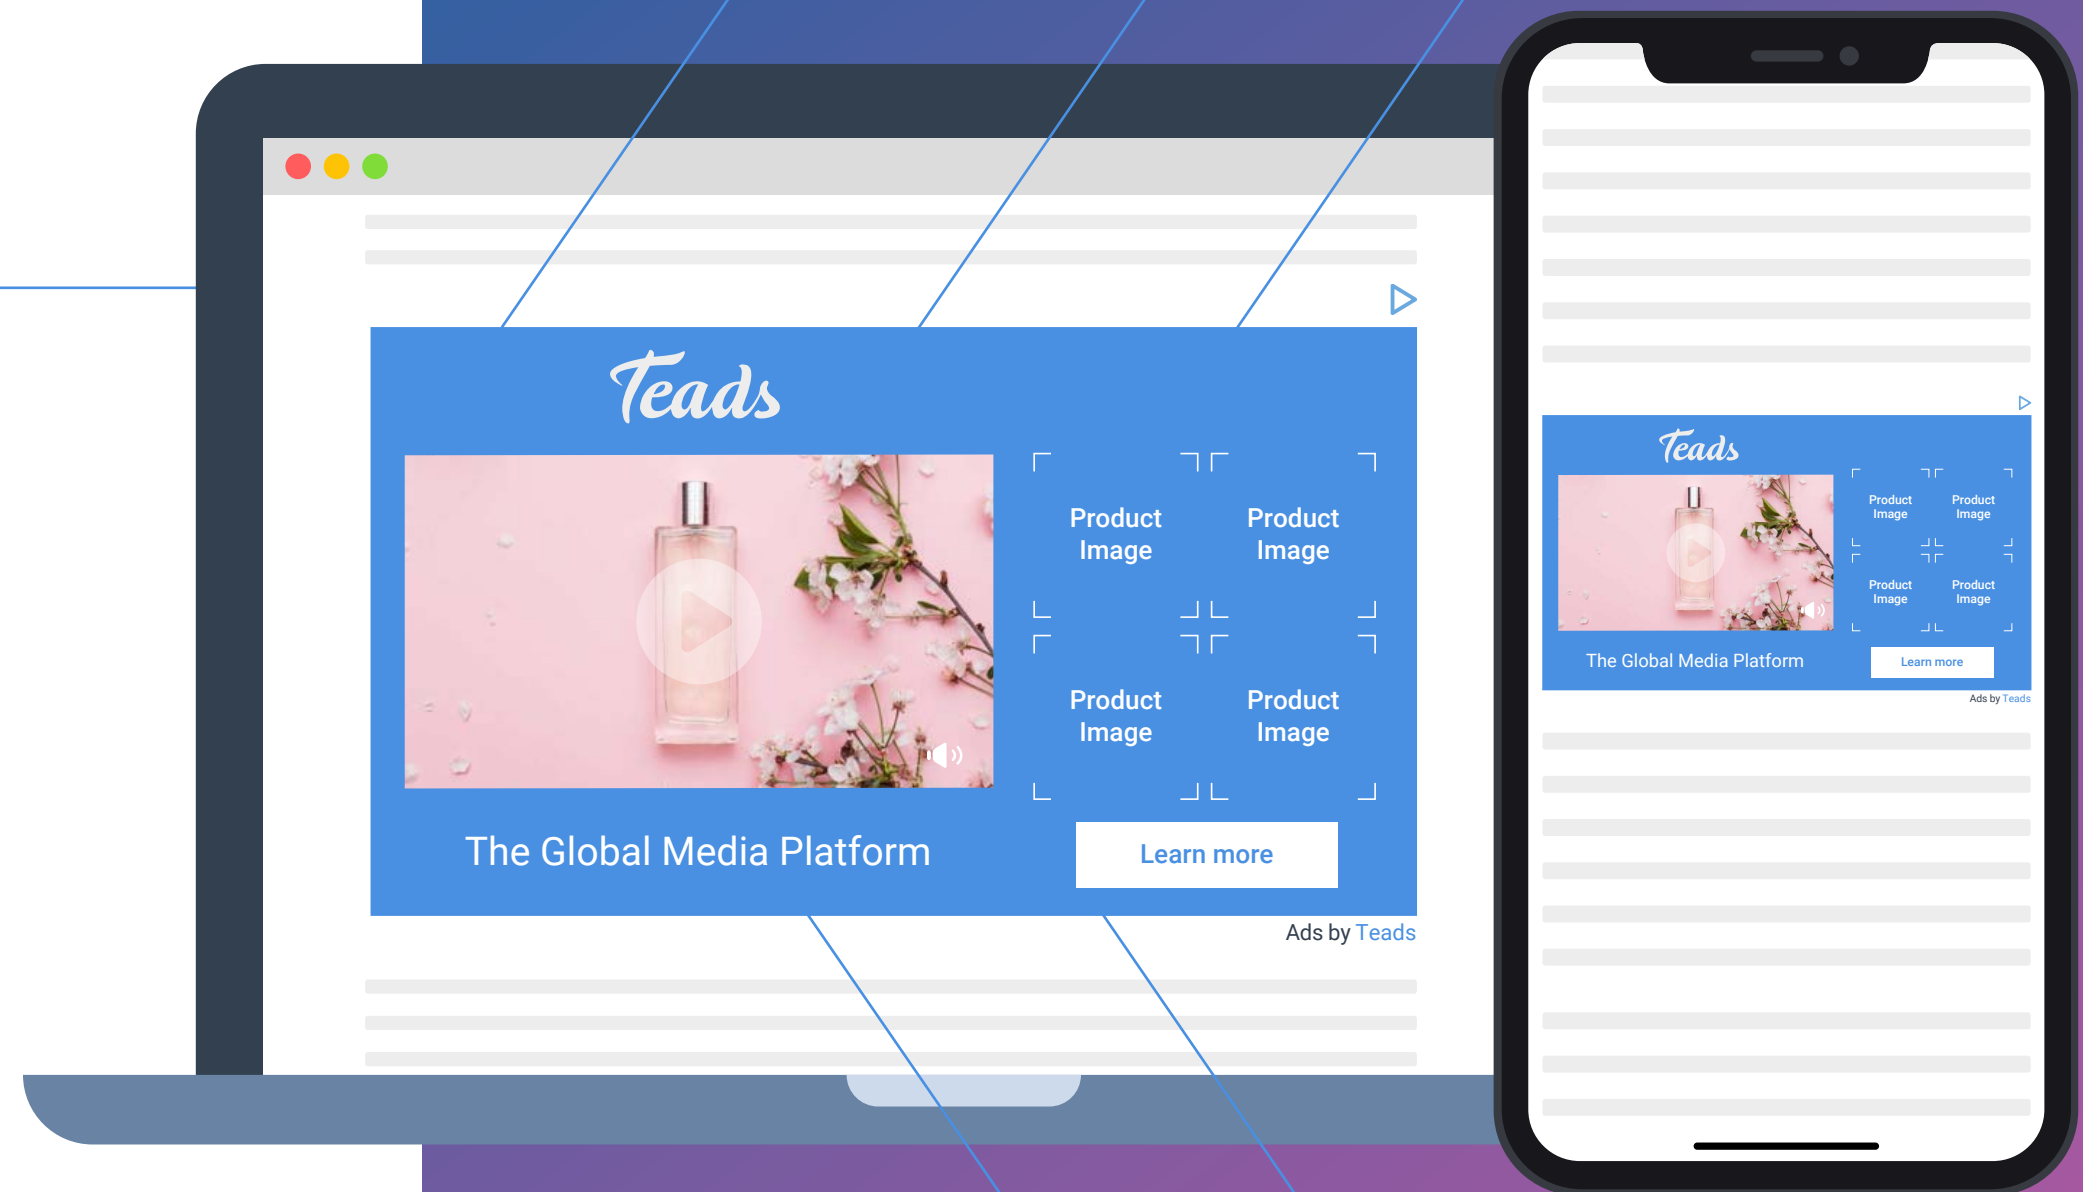 Teads
Product
Image
Product
Image
Product
Image
Product
Image
The Global Media Platform
Learn more
Ads by Teads
Teads
Product
Image
Product
Image
Product
Image
Product
Image
The Global Media Platform
Learn more
Ads by Teads